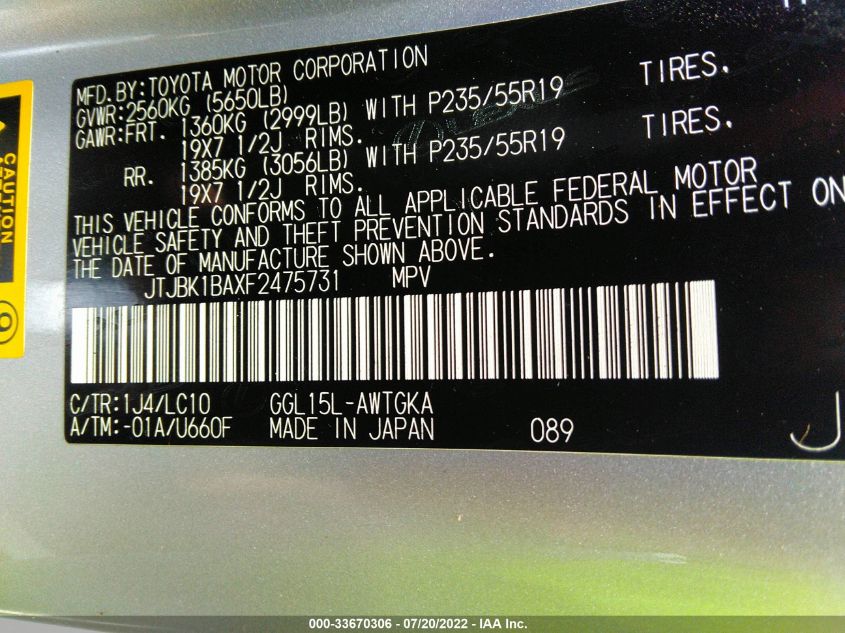 MFD.BY:TOYOTA MOTOR CORPORATION
GVWR:2560KG (5650LB)
GAWR:FRT. 1360KG (2999LB) WITH P235/55R19 TIRES.
19X7 1/2J RIMS.
RR. 1385KG (3056LB) WITH P235/55R19 TIRES.
19X7 1/2J RIMS.
THIS VEHICLE CONFORMS TO ALL APPLICABLE FEDERAL MOTOR
VEHICLE SAFETY AND THEFT PREVENTION STANDARDS IN EFFECT ON
THE DATE OF MANUFACTURE SHOWN ABOVE.
JTJBK1BAXF2475731 MPV
C/TR:1J4/LC10 GGL15L-AWTGKA
A/TM:-01A/U660F MADE IN JAPAN 089
J
CAUTION
000-33670306 - 07/20/2022 - IAA Inc.